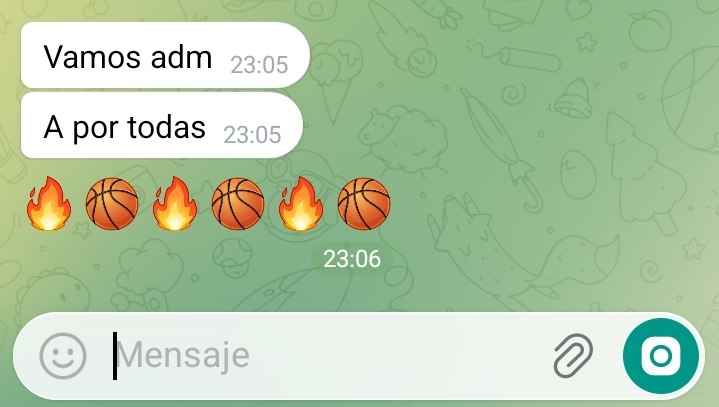 Vamos adm 23:05
A por todas 23:05
🔥🏀🔥🏀🔥🏀
23:06
Mensaje